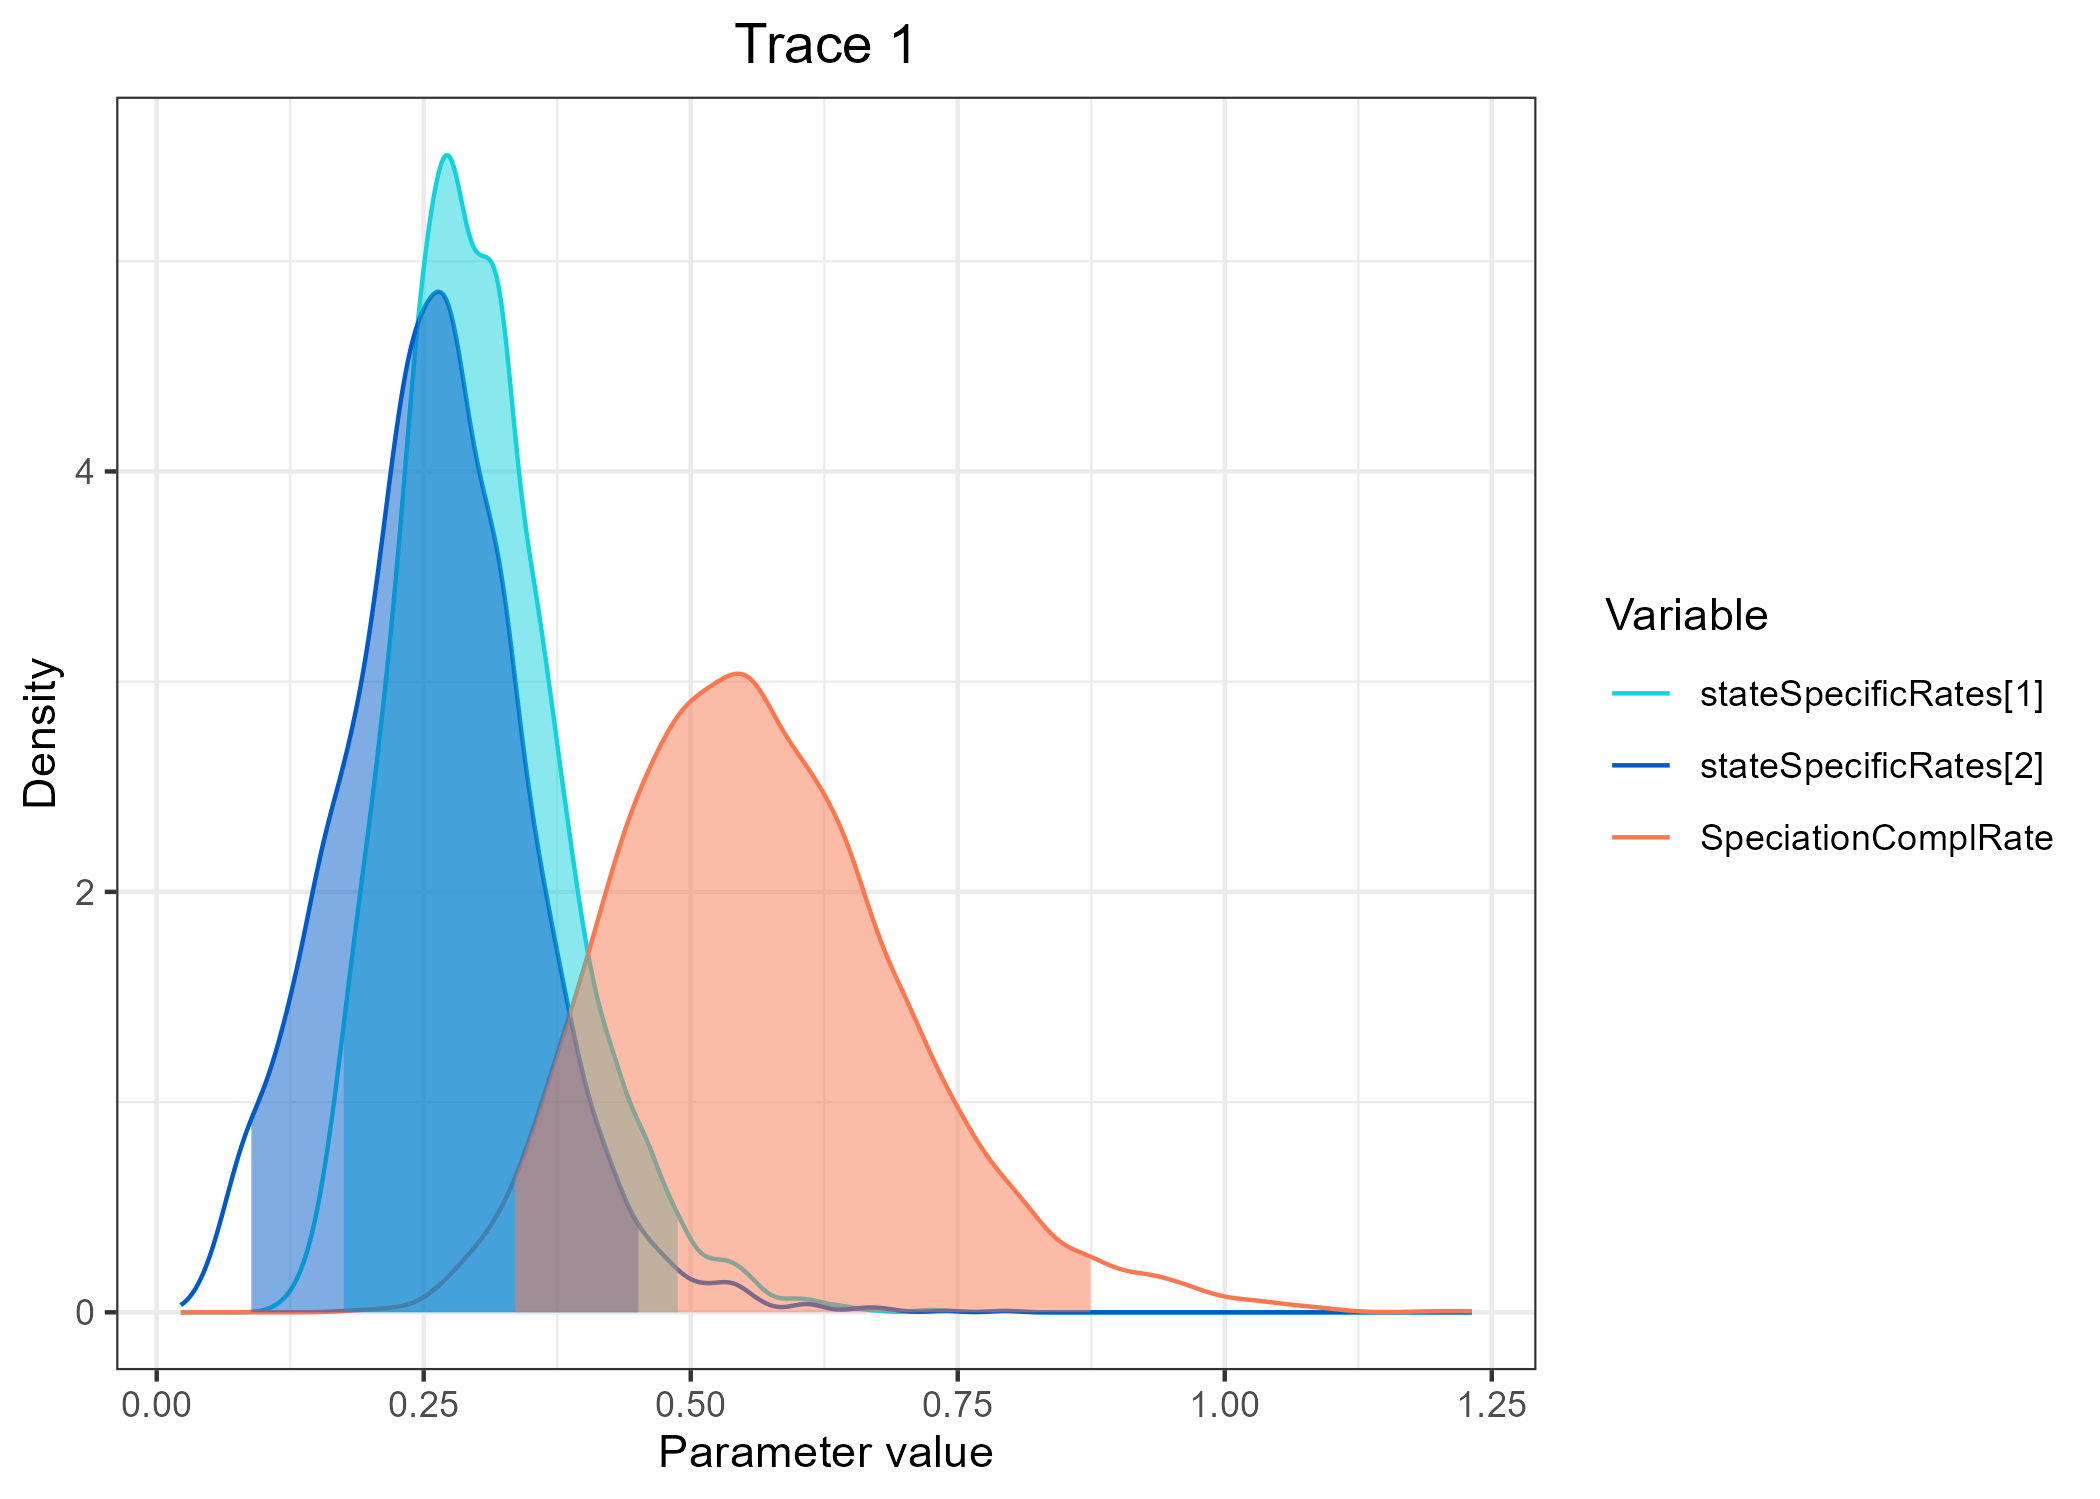 Trace 1
Density
4
2
0
0.00 0.25 0.50 0.75 1.00 1.25
Parameter value
Variable
stateSpecificRates[1]
stateSpecificRates[2]
SpeciationComplRate